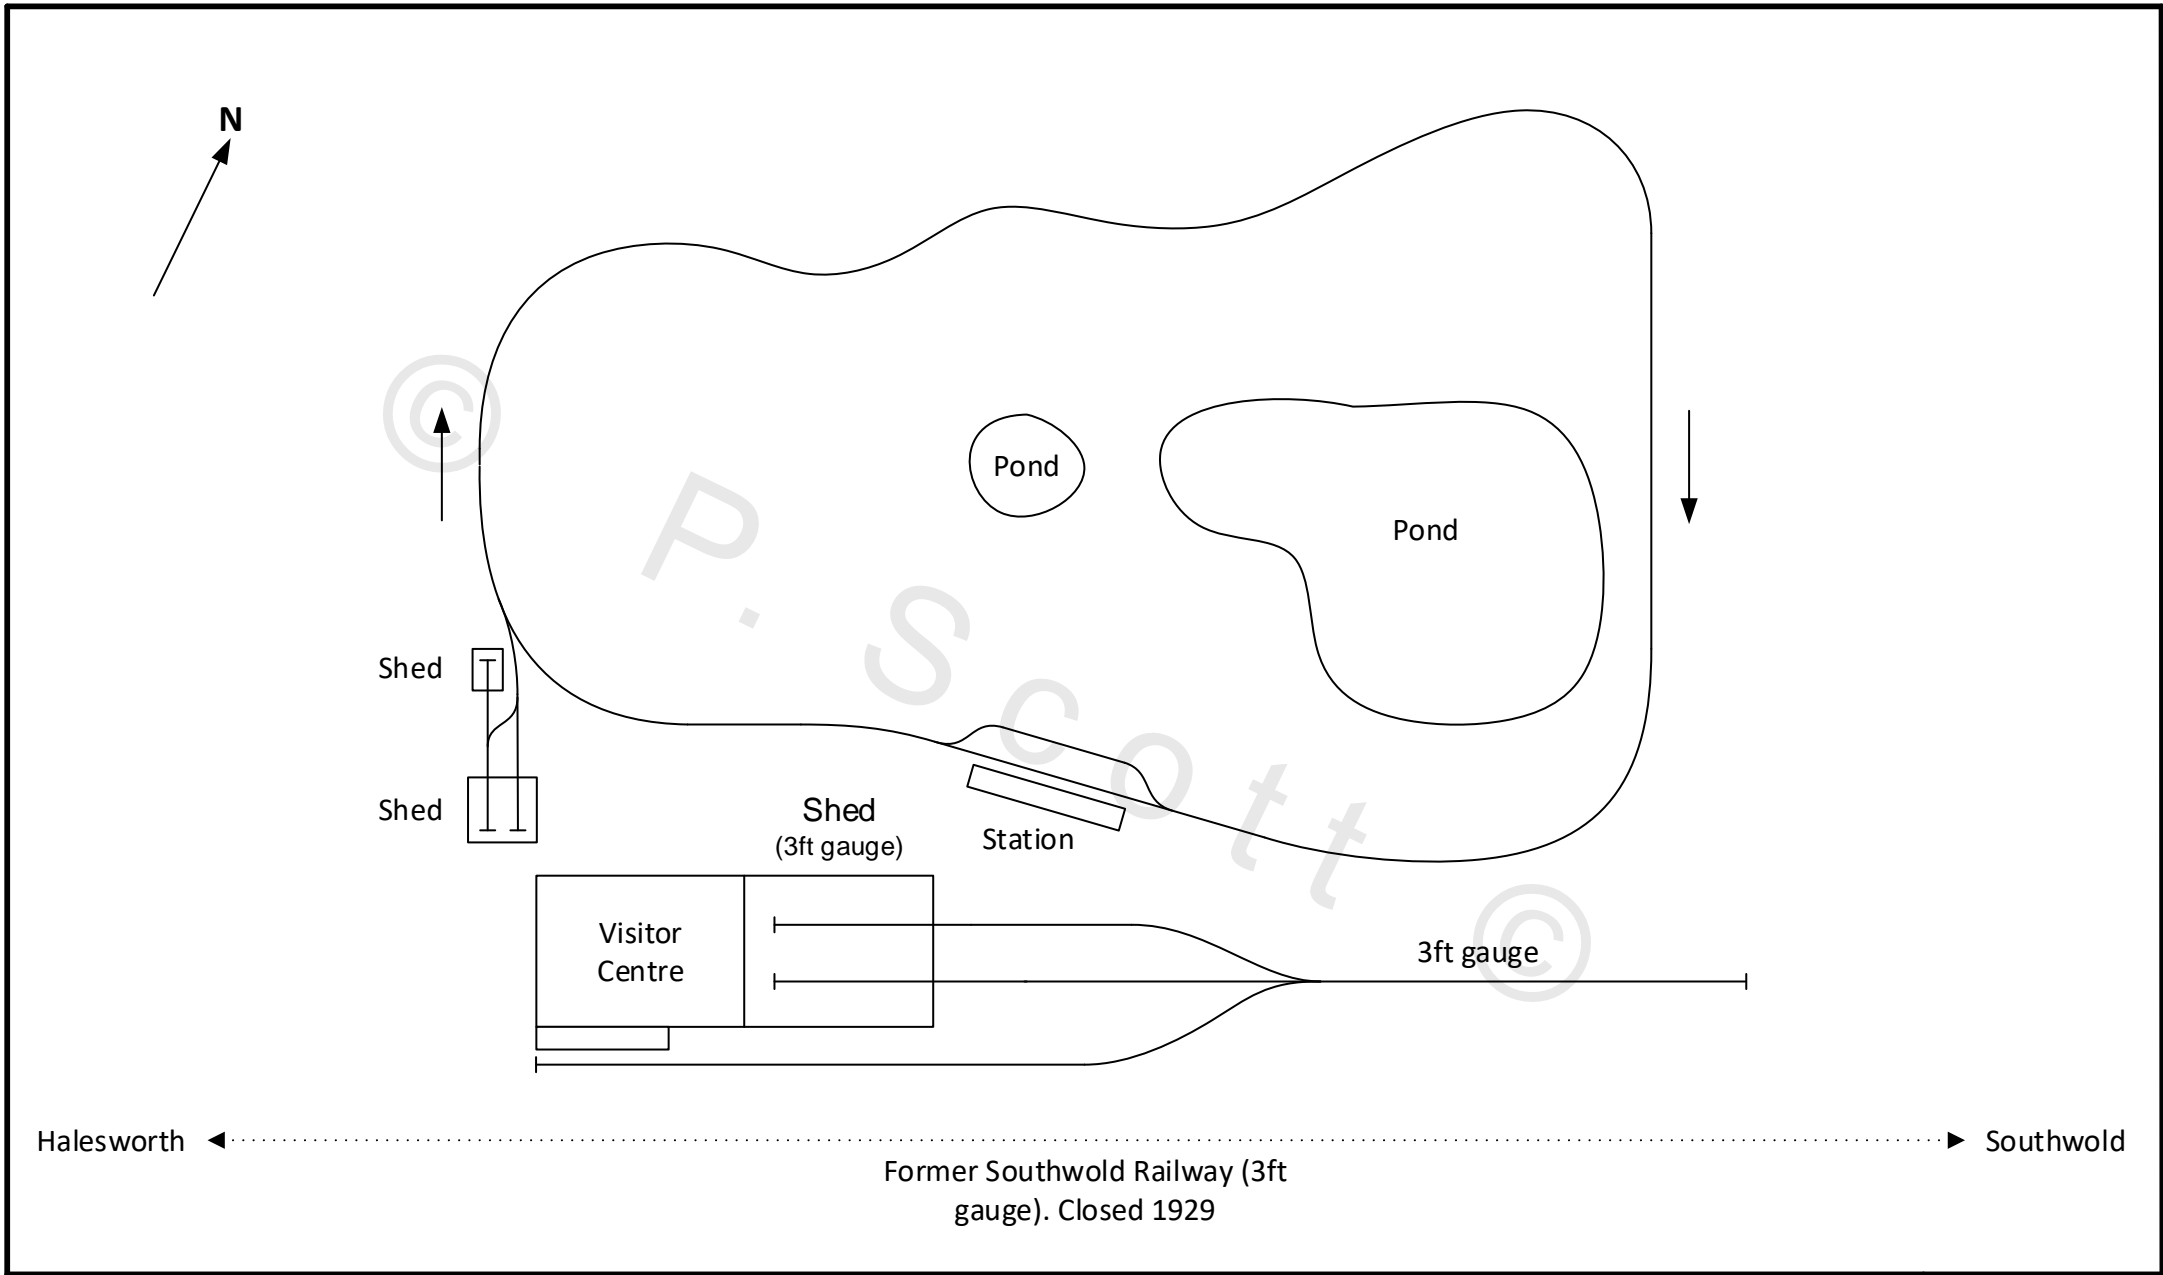 N
Pond
Pond
Shed
Shed
Shed
(3ft gauge)
Station
Visitor
Centre
3ft gauge
Halesworth
Southwold
Former Southwold Railway (3ft
gauge). Closed 1929
© P. Scott ©